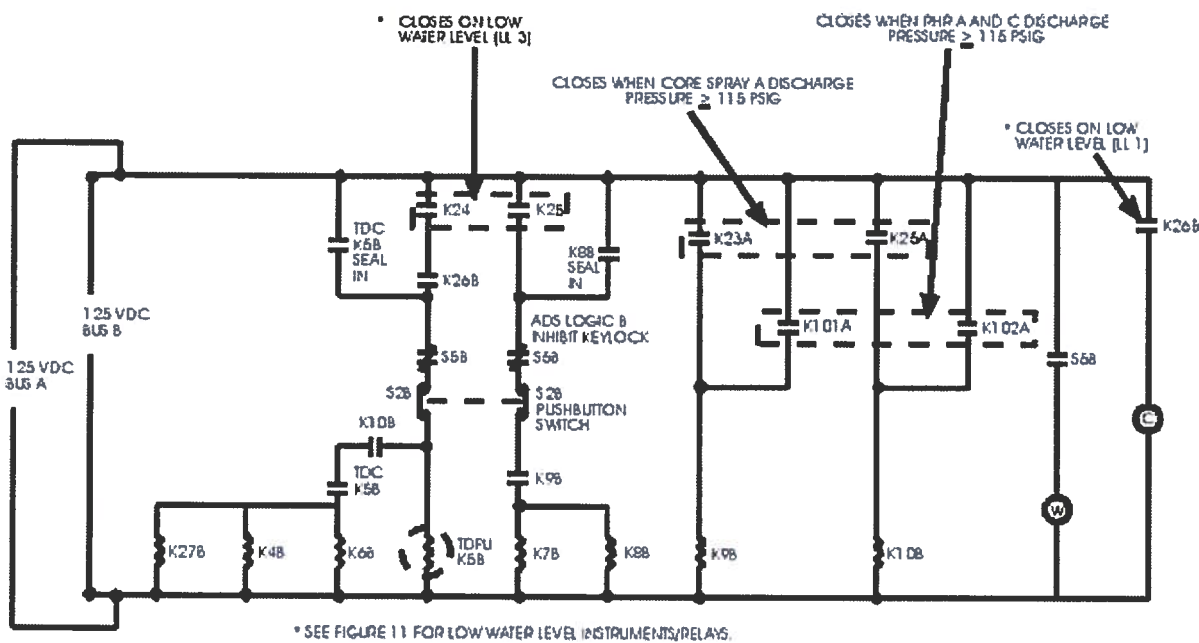 * CLOSES ON LOW
WATER LEVEL (LL 3)
CLOSES WHEN RHR A AND C DISCHARGE
PRESSURE ≥ 115 PSIG
CLOSES WHEN CORE SPRAY A DISCHARGE
PRESSURE ≥ 115 PSIG
* CLOSES ON LOW
WATER LEVEL (LL 1)
K24
K25
K26B
TDC
K5B
SEAL
IN
K8B
SEAL
IN
K23A
K25A
K26B
125 VDC
BUS B
ADS LOGIC B
INHIBIT KEYLOCK
K101A
K102A
125 VDC
BUS A
S5B
S6B
S5B
S2B
S2B
PUSHBUTTON
SWITCH
K10B
C
TDC
K5B
K9B
W
K27B
K4B
K6B
TDPU
K5B
K7B
K8B
K9B
K10B
* SEE FIGURE 11 FOR LOW WATER LEVEL INSTRUMENTS/RELAYS.